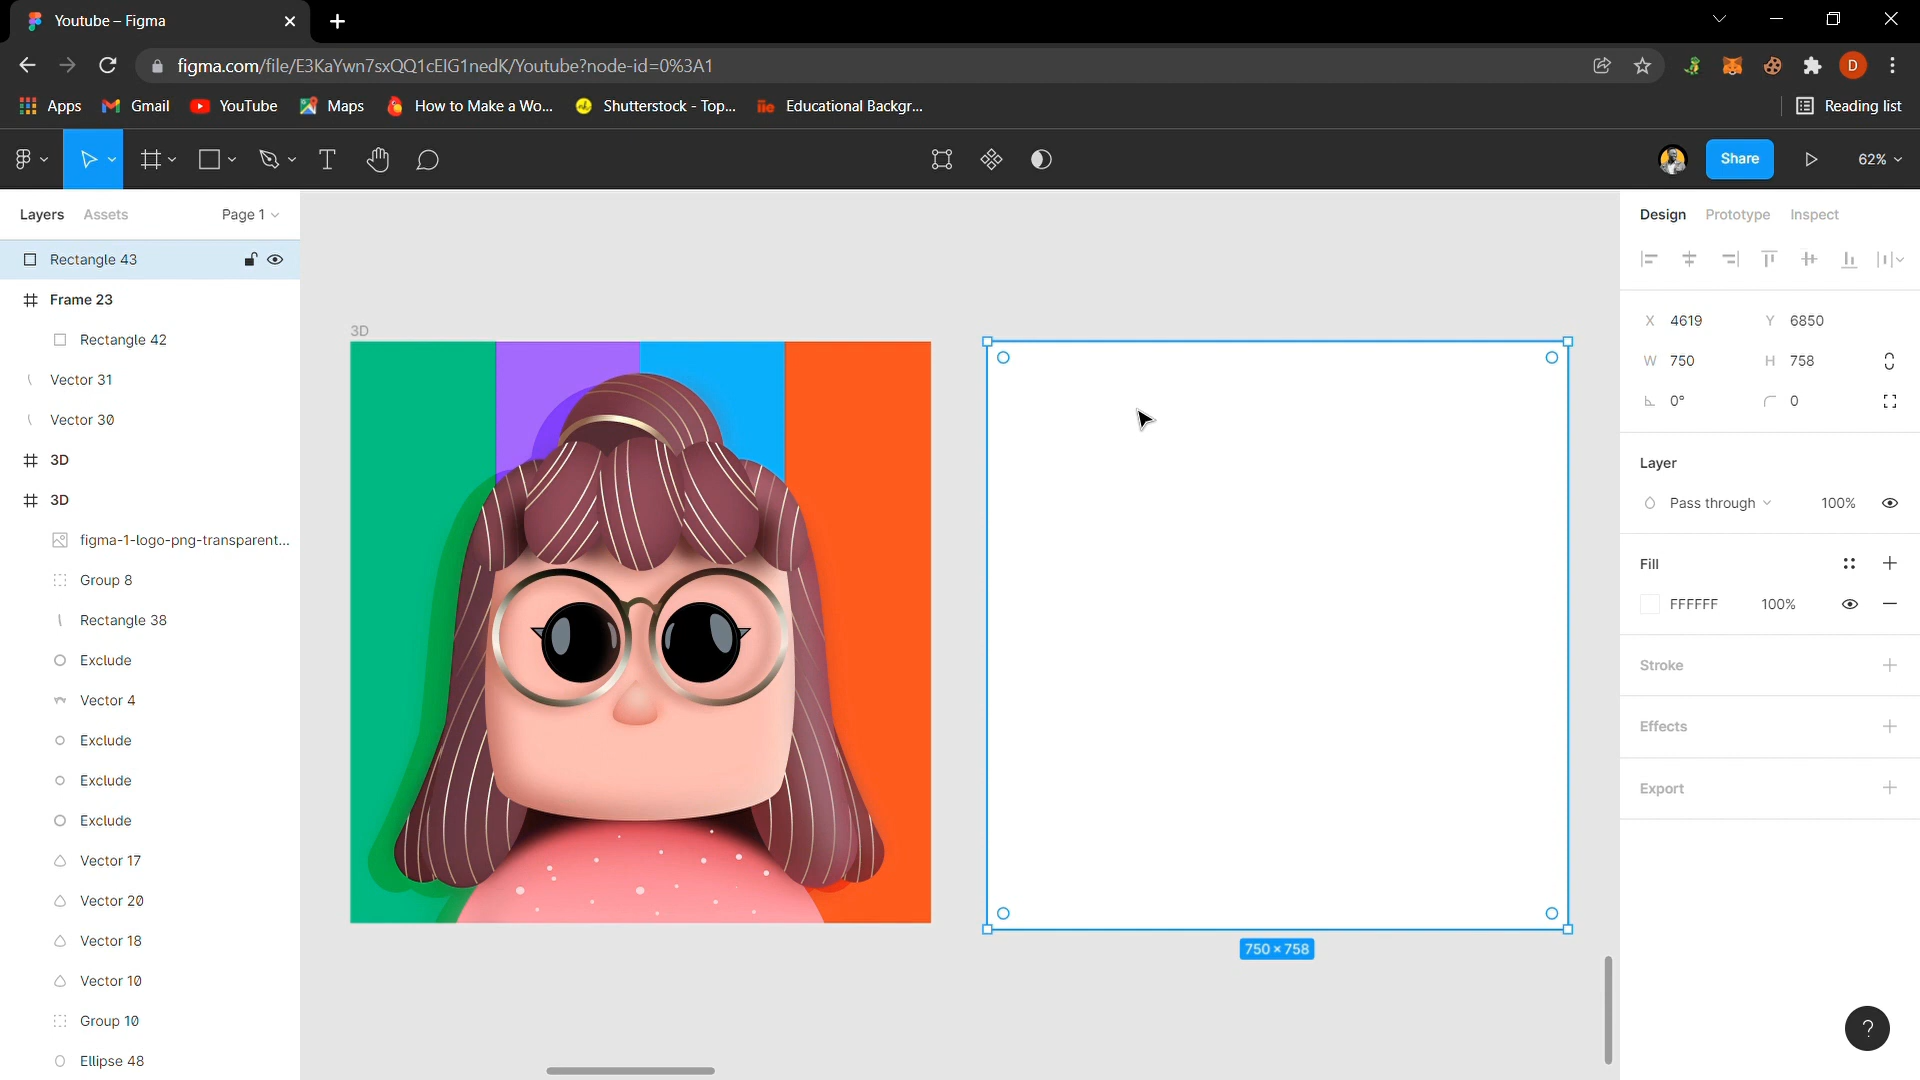 Youtube – Figma
figma.com/file/E3KaYwn7sxQQ1cEIG1nedK/Youtube?node-id=0%3A1
D
Apps
Gmail
YouTube
Maps
How to Make a Wo...
Shutterstock - Top...
Educational Backgr...
Reading list
Share
62%
Layers
Assets
Page 1
Rectangle 43
Frame 23
Rectangle 42
Vector 31
Vector 30
3D
3D
figma-1-logo-png-transparent...
Group 8
Rectangle 38
Exclude
Vector 4
Exclude
Exclude
Exclude
Vector 17
Vector 20
Vector 18
Vector 10
Group 10
Ellipse 48
3D
750 × 758
Design
Prototype
Inspect
X 4619
Y 6850
W 750
H 758
0°
0
Layer
Pass through
100%
Fill
FFFFFF
100%
Stroke
Effects
Export
?